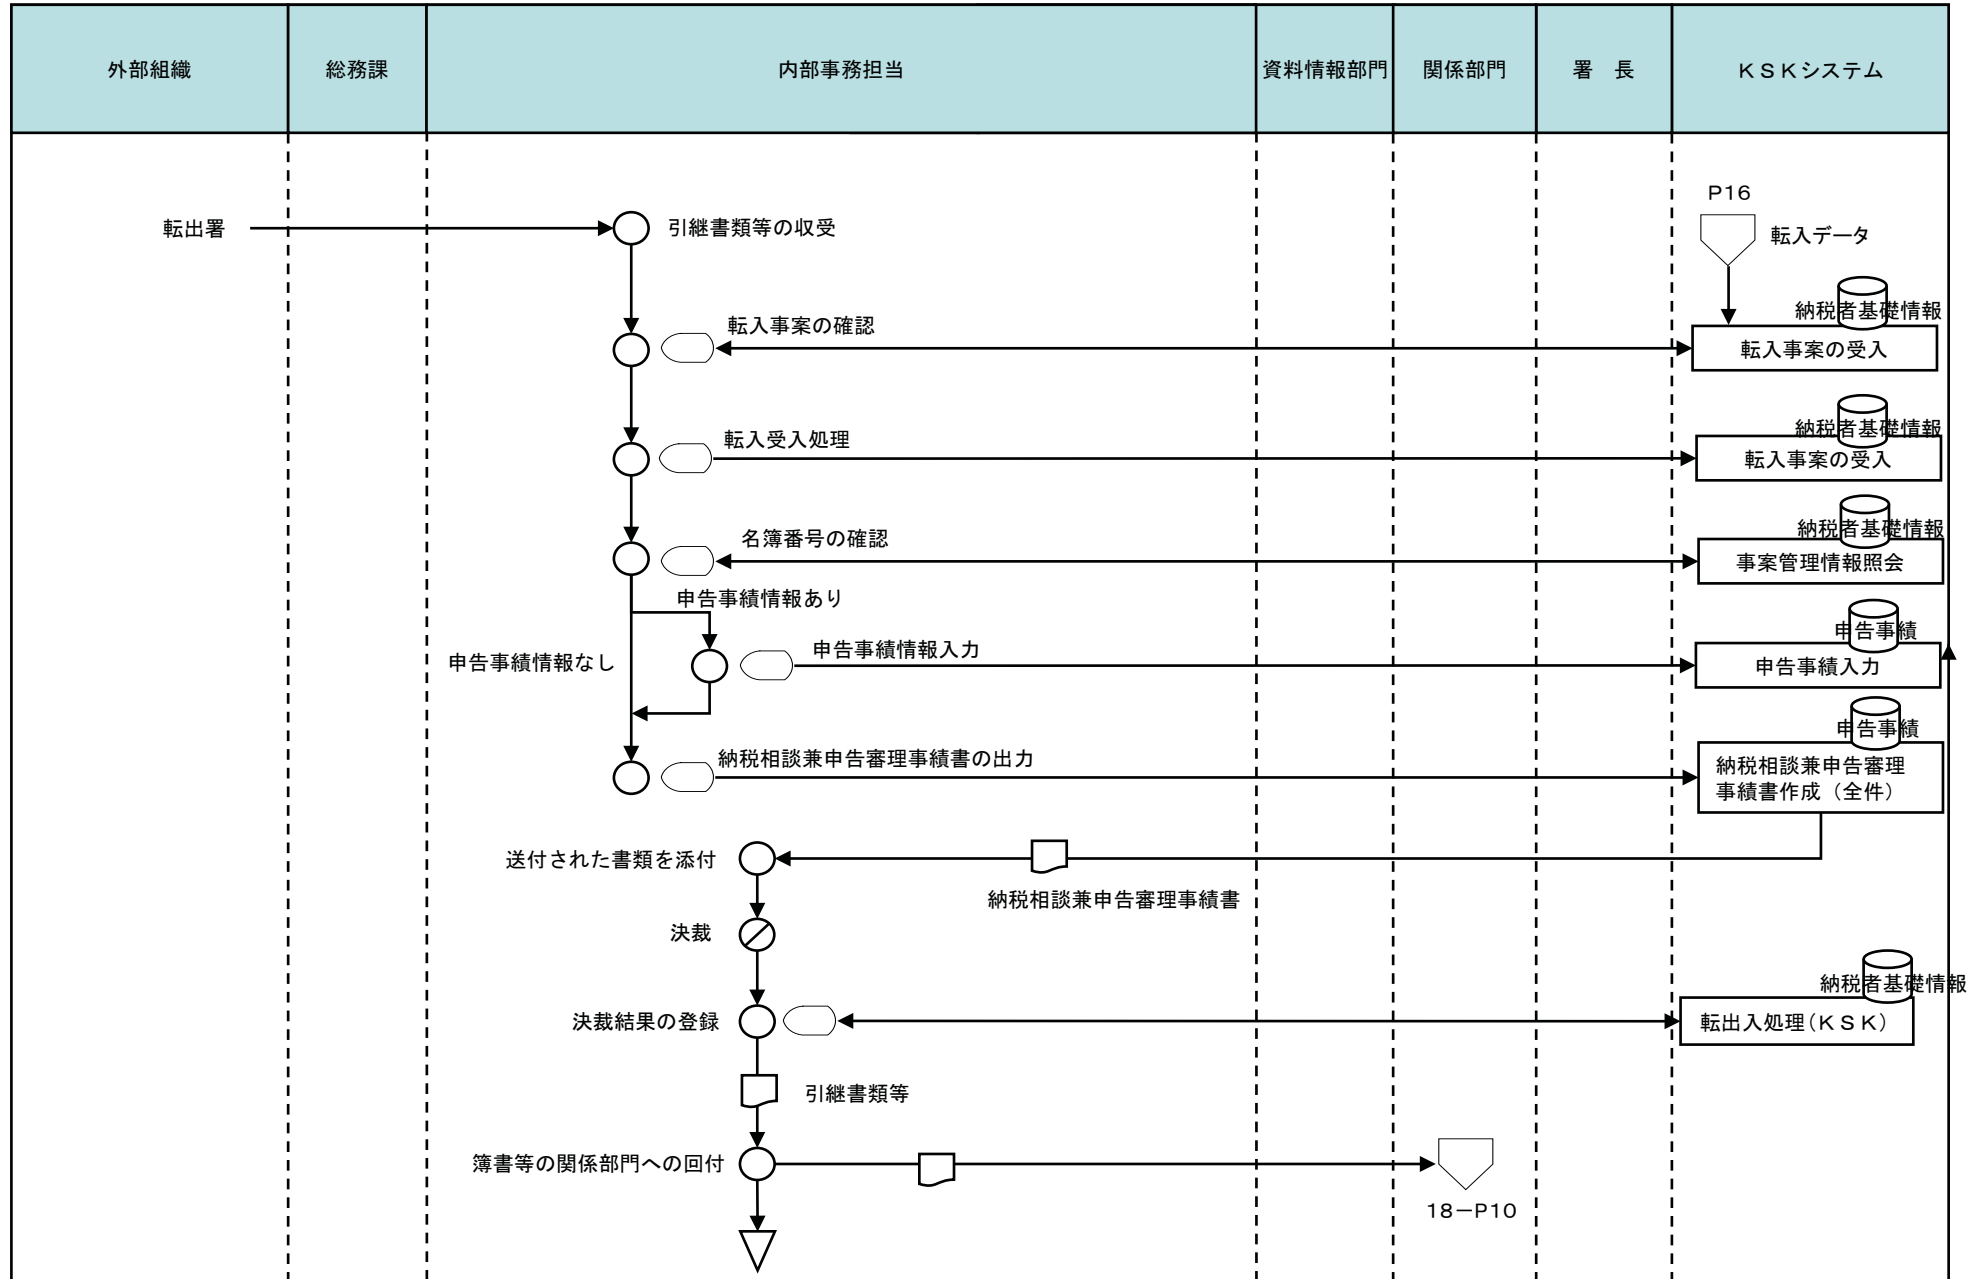 外部組織
総務課
内部事務担当
資料情報部門
関係部門
署　長
ＫＳＫシステム
P16
転出署
引継書類等の収受
転入データ
納税者基礎情報
転入事案の確認
転入事案の受入
納税者基礎情報
転入受入処理
転入事案の受入
納税者基礎情報
名簿番号の確認
事案管理情報照会
申告事績情報あり
申告事績
申告事績情報なし
申告事績情報入力
申告事績入力
申告事績
納税相談兼申告審理事績書の出力
納税相談兼申告審理
事績書作成（全件）
送付された書類を添付
納税相談兼申告審理事績書
決裁
納税者基礎情報
決裁結果の登録
転出入処理（ＫＳＫ）
引継書類等
簿書等の関係部門への回付
18－P10